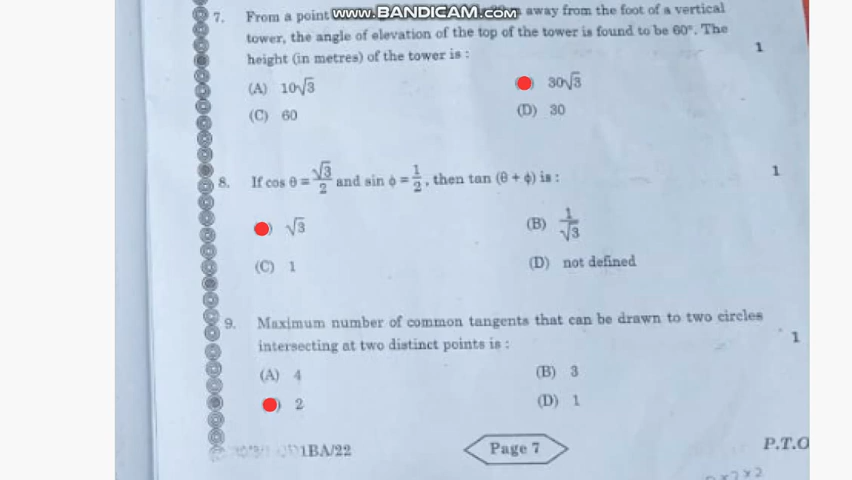 7. From a point www.BANDICAM.com away from the foot of a vertical
tower, the angle of elevation of the top of the tower is found to be 60°. The
height (in metres) of the tower is : 1
(A) 10√3 30√3
(C) 60 (D) 30
8. If cos θ = √3/2 and sin ϕ = 1/2, then tan (θ + ϕ) is : 1
√3 (B) 1/√3
(C) 1 (D) not defined
9. Maximum number of common tangents that can be drawn to two circles
intersecting at two distinct points is : 1
(A) 4 (B) 3
2 (D) 1
1BA/22 Page 7 P.T.O